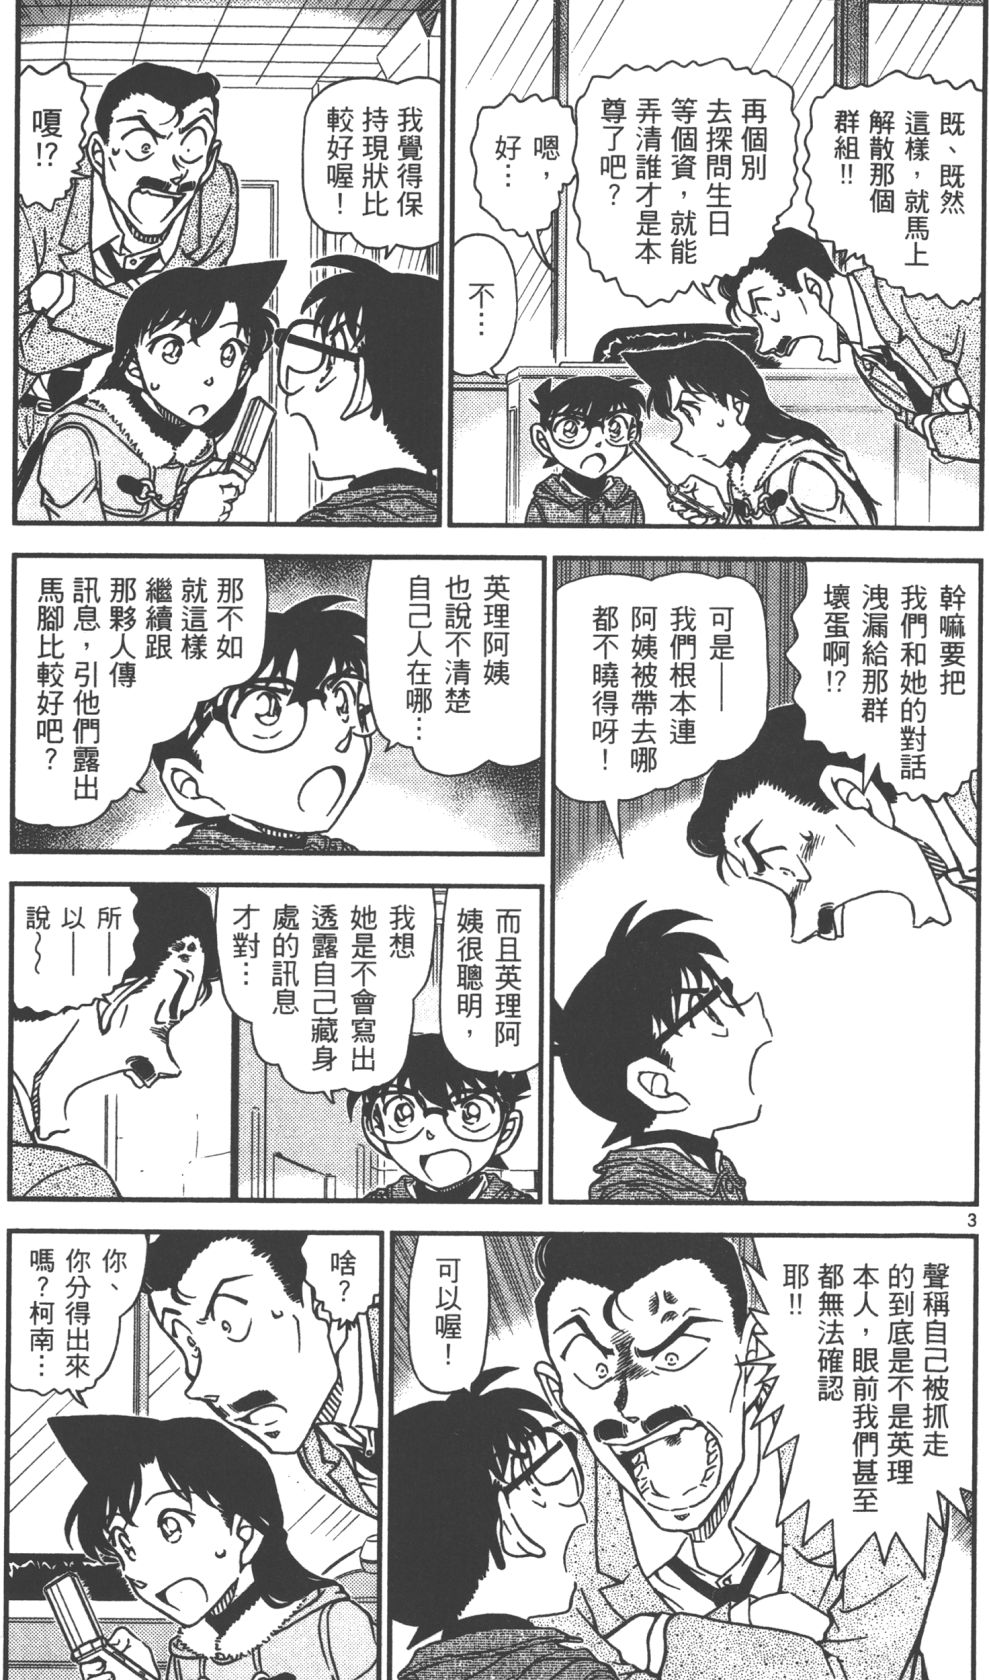 既、既然
這樣，就馬上
解散那個
群組!!
再個別
去探問生日
等個資，就能
弄清誰才是本
尊了吧？
嗯，
好…
不…
我覺得保
持現狀比
較好喔！
嗄!?
幹嘛要把
我們和她的對話
洩漏給那群
壞蛋啊!?
可是——
我們根本連
阿姨被帶去哪
都不曉得呀！
英理阿姨
也說不清楚
自己人在哪…
那不如
就這樣
繼續跟
那夥人傳
訊息，引他們露出
馬腳比較好吧？
而且英理阿
姨很聰明，
我想
她是不會寫出
透露自己藏身
處的訊息
才對…
所——
以——
說～
3
聲稱自己被抓走
的到底是不是英理
本人，眼前我們甚至
都無法確認
耶!!
可以喔！
啥？
你、
你分得出來
嗎？柯南…